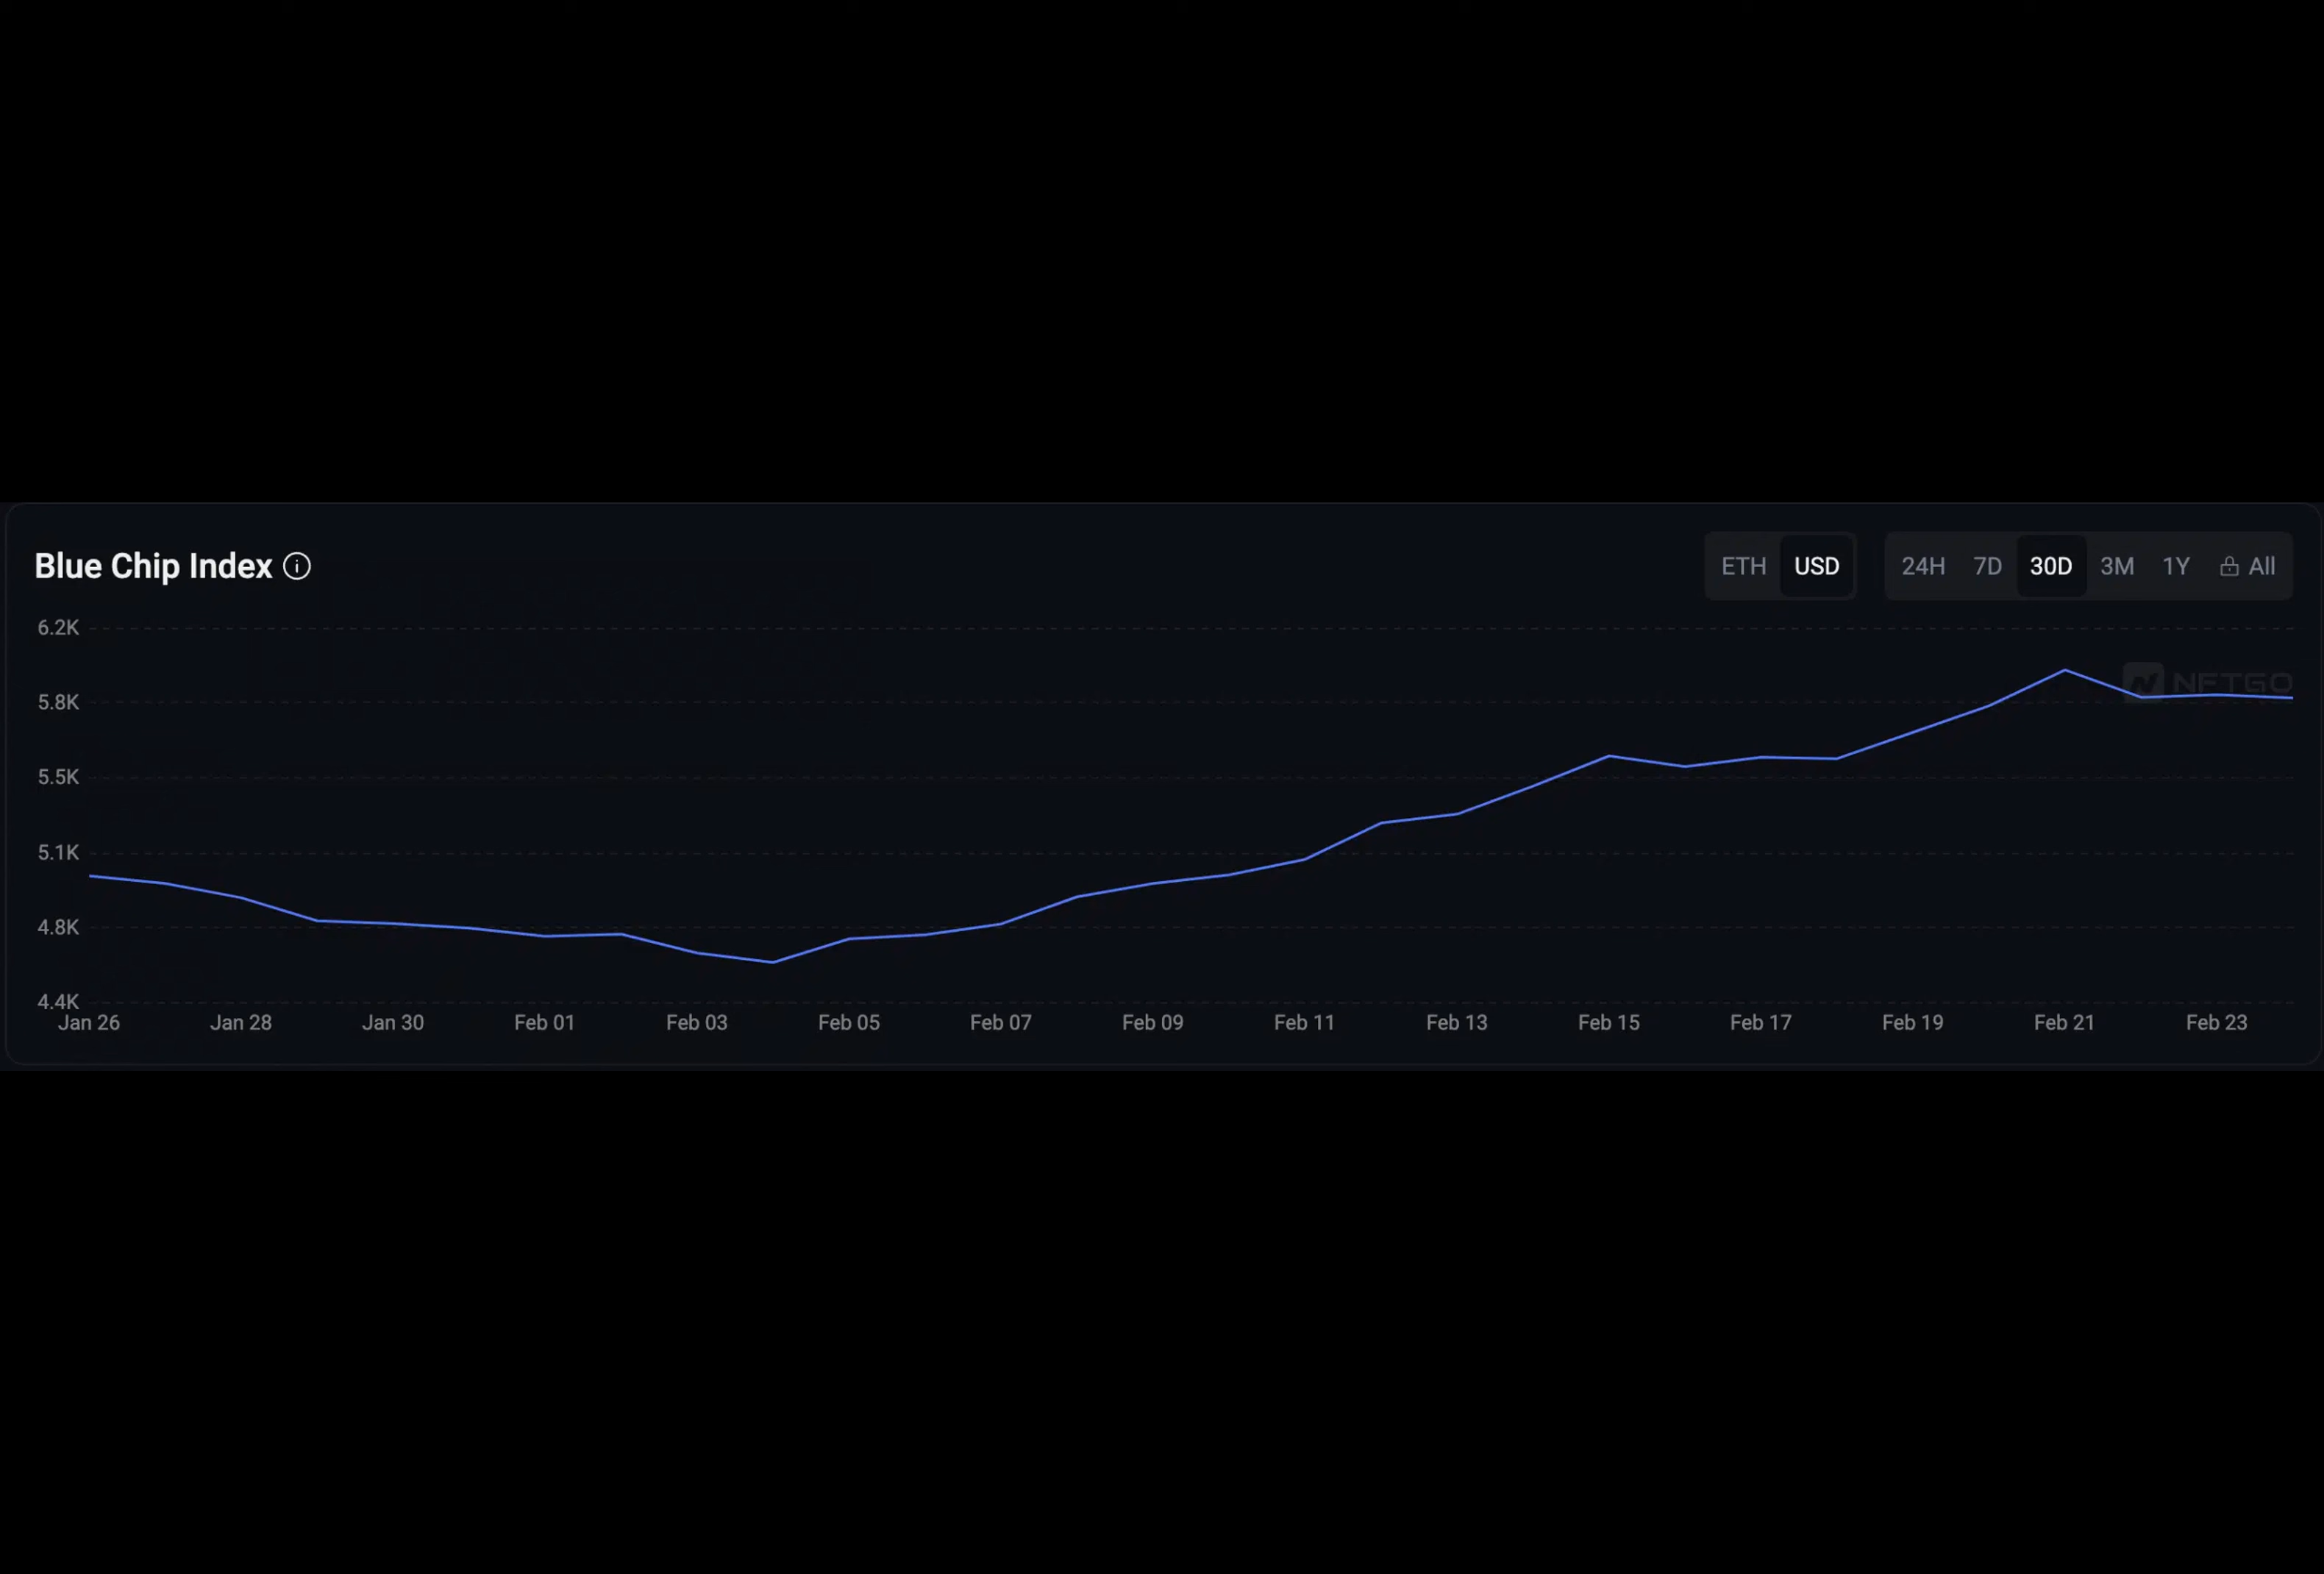 Blue Chip Index
ETH USD 24H 7D 30D 3M 1Y All
6.2K
NFTGO
5.8K
5.5K
5.1K
4.8K
4.4K
Jan 26 Jan 28 Jan 30 Feb 01 Feb 03 Feb 05 Feb 07 Feb 09 Feb 11 Feb 13 Feb 15 Feb 17 Feb 19 Feb 21 Feb 23